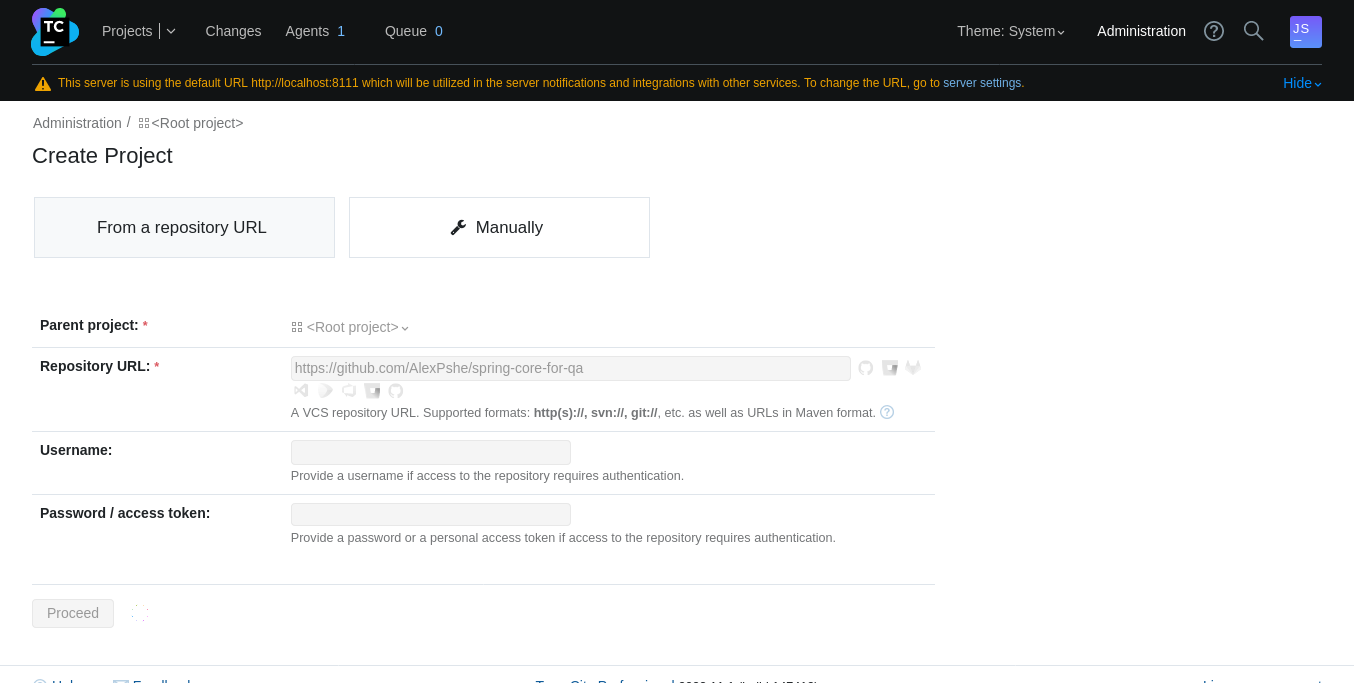 TC Projects Changes Agents 1 Queue 0 Theme: System Administration JS
This server is using the default URL http://localhost:8111 which will be utilized in the server notifications and integrations with other services. To change the URL, go to server settings. Hide
Administration / <Root project>
Create Project
From a repository URL Manually
Parent project: * <Root project>
Repository URL: * https://github.com/AlexPshe/spring-core-for-qa
A VCS repository URL. Supported formats: http(s)://, svn://, git://, etc. as well as URLs in Maven format.
Username:
Provide a username if access to the repository requires authentication.
Password / access token:
Provide a password or a personal access token if access to the repository requires authentication.
Proceed
Help Feedback TeamCity Professional